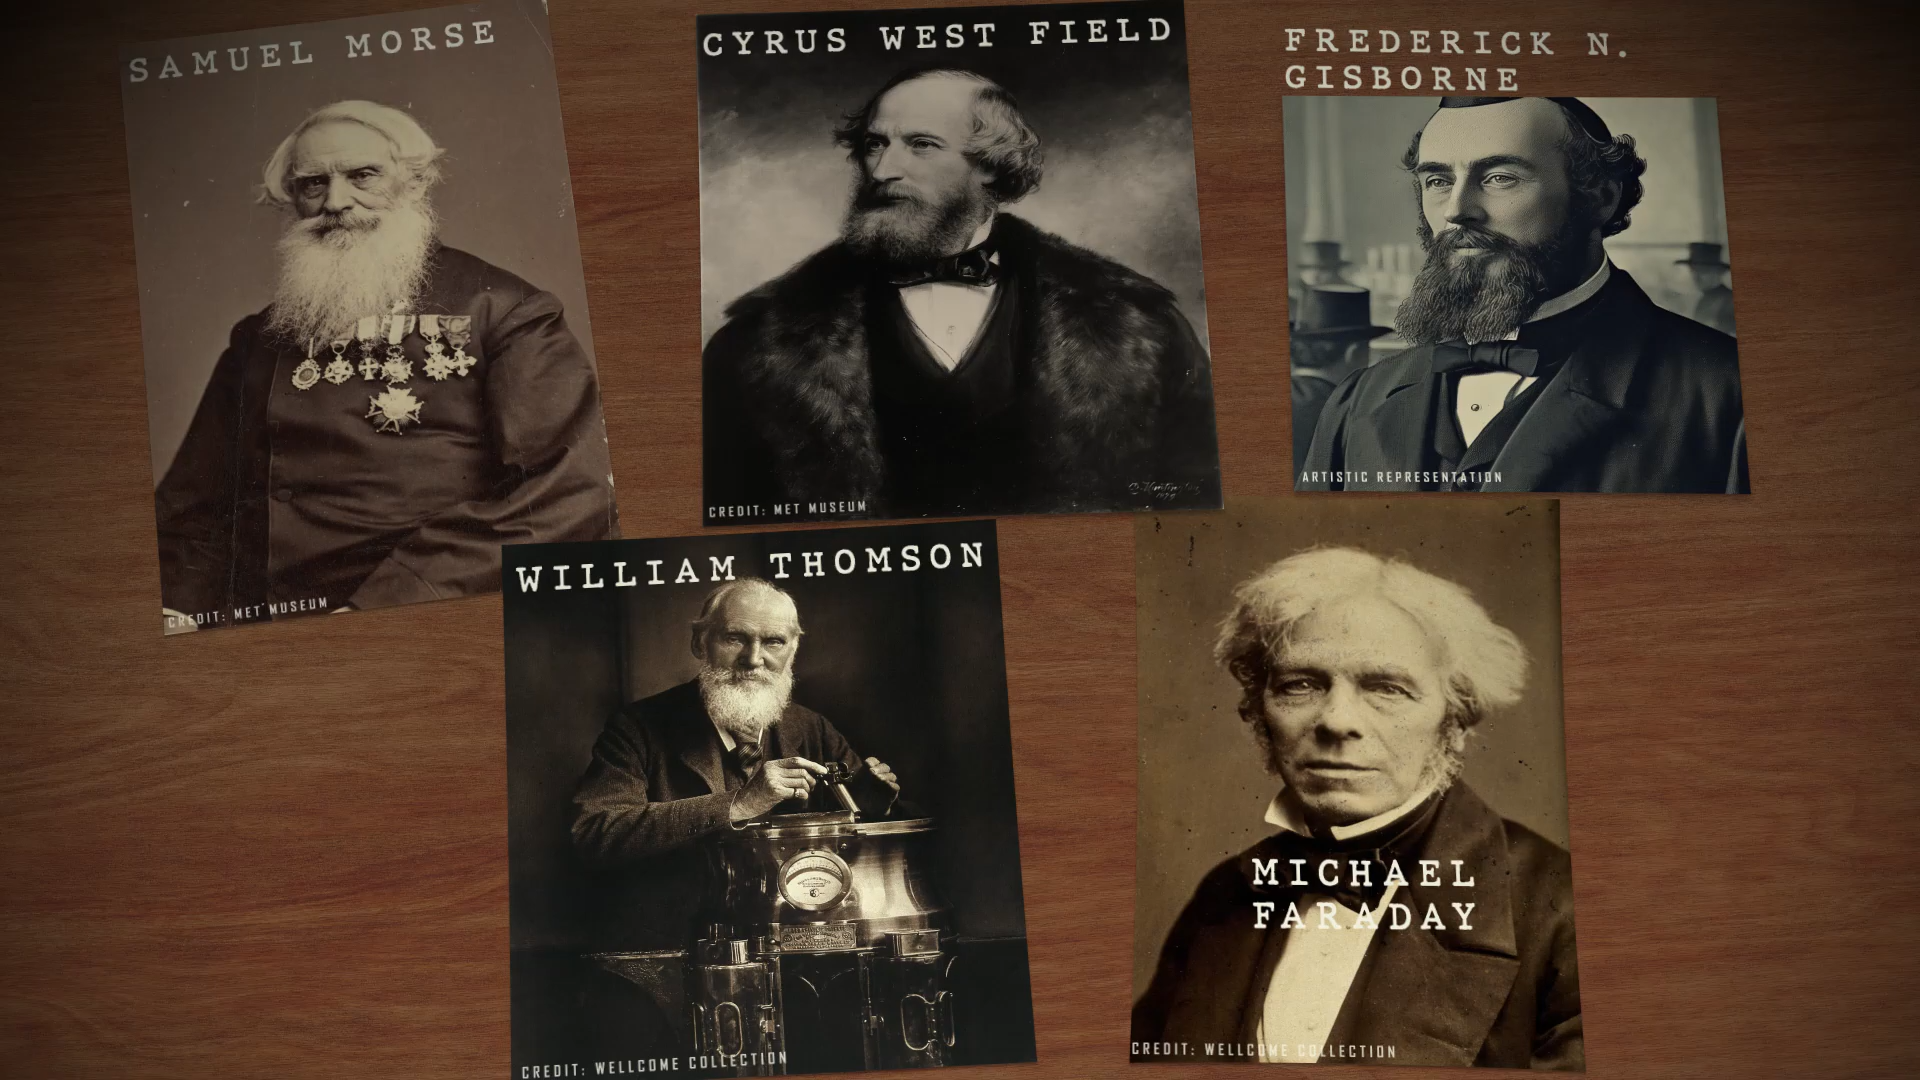 SAMUEL MORSE
CREDIT: MET MUSEUM
CYRUS WEST FIELD
CREDIT: MET MUSEUM
FREDERICK N.
GISBORNE
ARTISTIC REPRESENTATION
WILLIAM THOMSON
CREDIT: WELLCOME COLLECTION
MICHAEL
FARADAY
CREDIT: WELLCOME COLLECTION